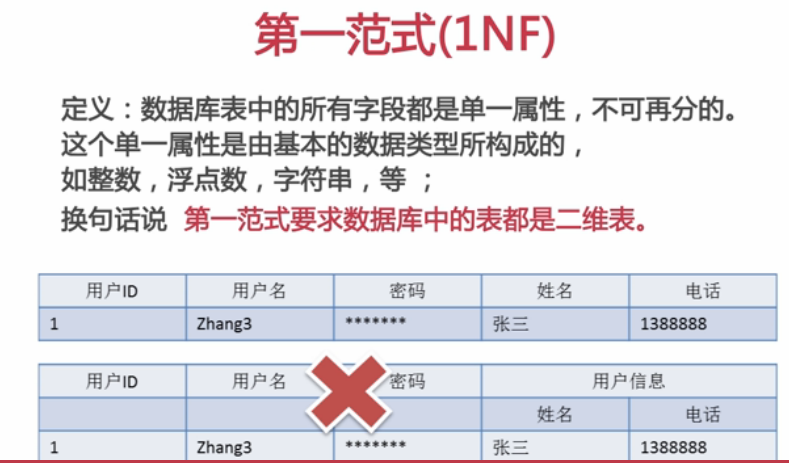 第一范式(1NF)
定义：数据库表中的所有字段都是单一属性，不可再分的。
这个单一属性是由基本的数据类型所构成的，
如整数，浮点数，字符串，等 ；
换句话说 第一范式要求数据库中的表都是二维表。
用户ID 用户名 密码 姓名 电话
1 Zhang3 ******* 张三 1388888
用户ID 用户名 密码 用户信息
姓名 电话
1 Zhang3 ******* 张三 1388888